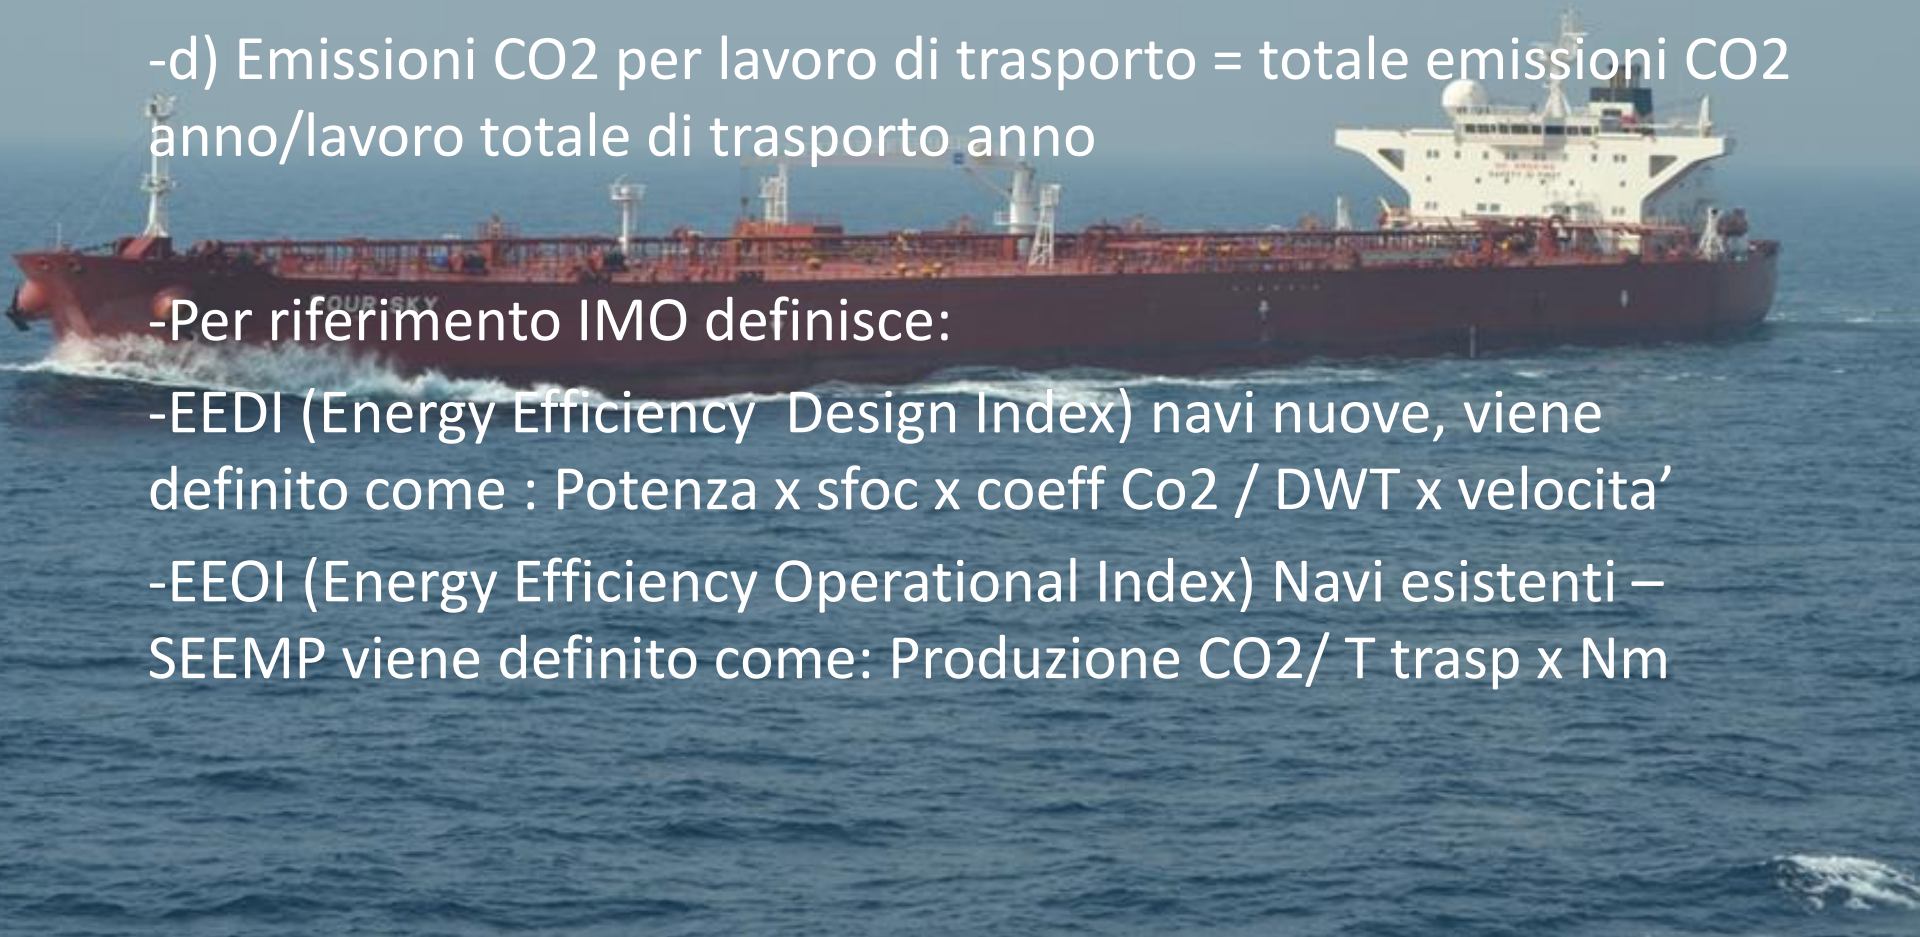 -d) Emissioni CO2 per lavoro di trasporto = totale emissioni CO2
anno/lavoro totale di trasporto anno
FOUR SKY
-Per riferimento IMO definisce:
-EEDI (Energy Efficiency  Design Index) navi nuove, viene
definito come : Potenza x sfoc x coeff Co2 / DWT x velocita’
-EEOI (Energy Efficiency Operational Index) Navi esistenti –
SEEMP viene definito come: Produzione CO2/ T trasp x Nm